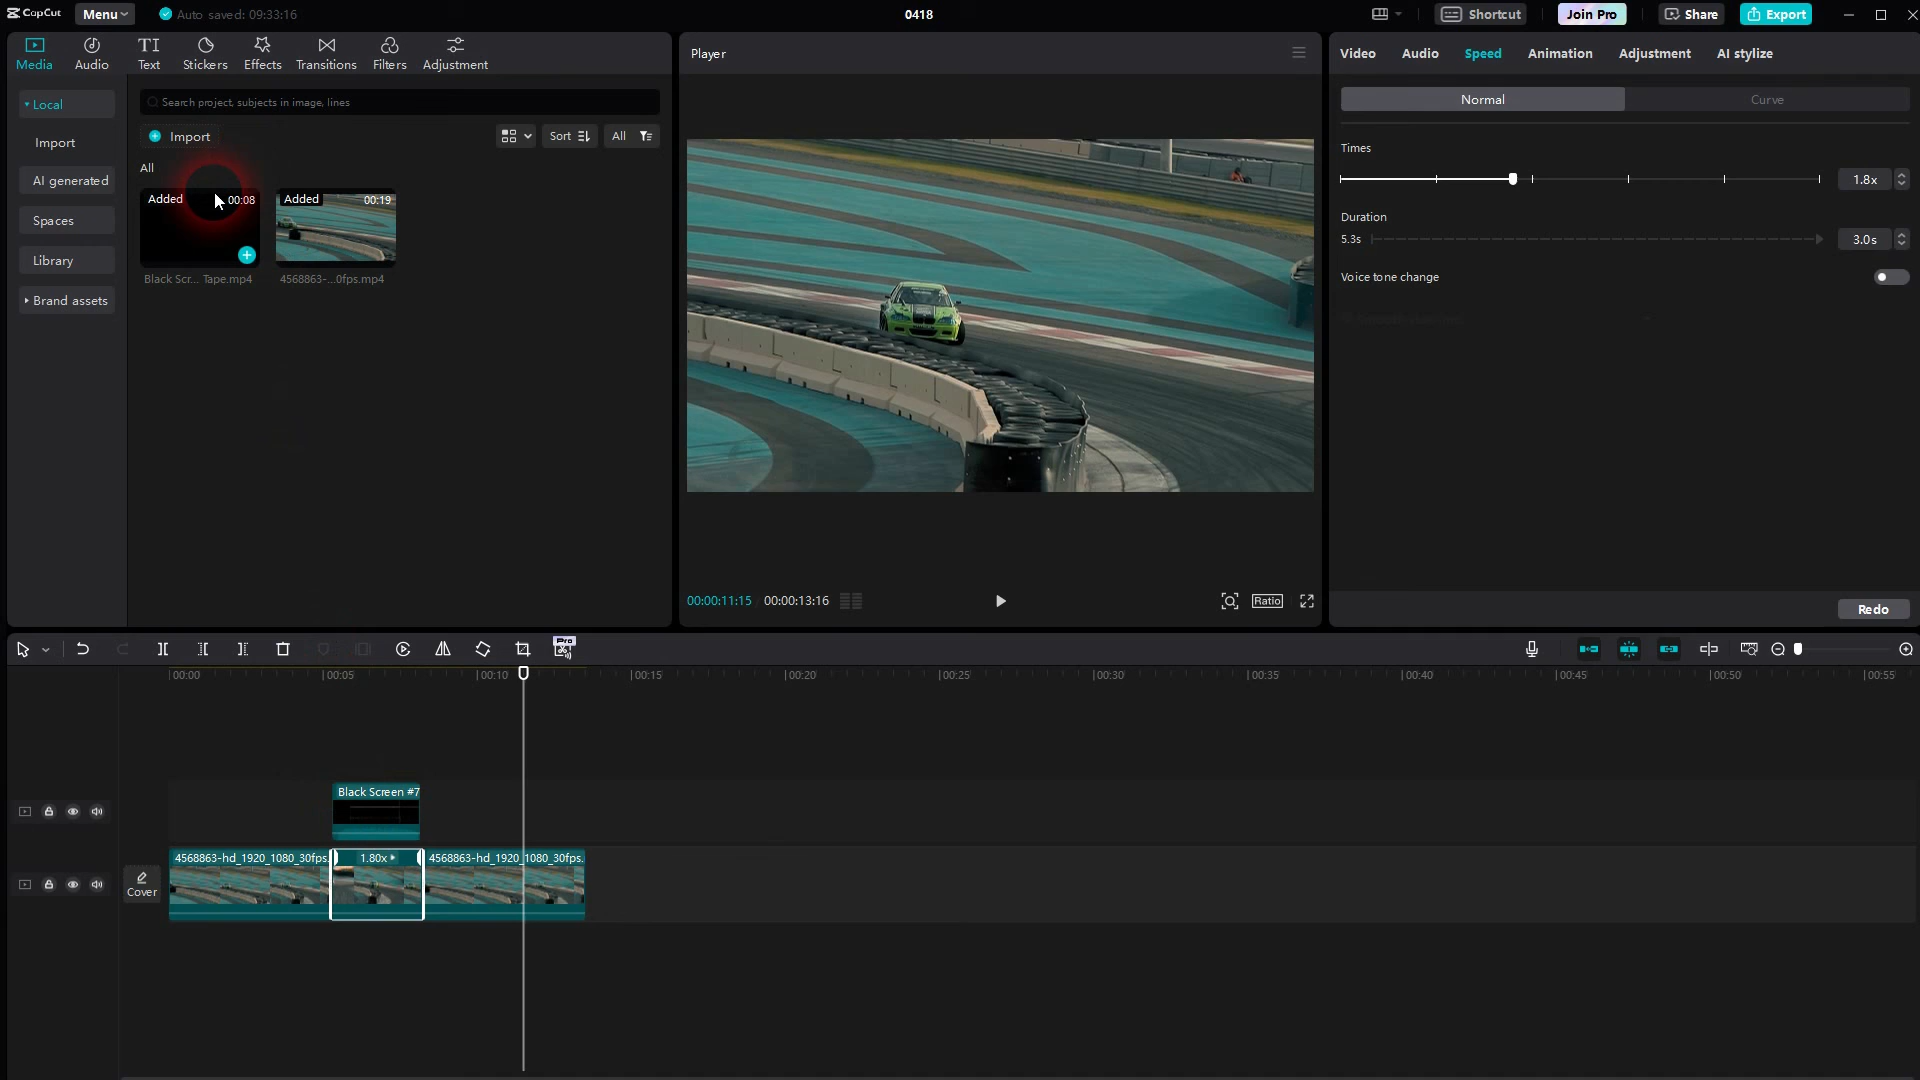 CapCut
Menu
Auto saved: 09:33:16
0418
Shortcut
Join Pro
Share
Export
Media
Audio
Text
Stickers
Effects
Transitions
Filters
Adjustment
Local
Import
AI generated
Spaces
Library
Brand assets
Search project, subjects in image, lines
Import
Sort
All
All
Added
00:08
Added
00:19
Black Scr... Tape.mp4
4568863-...0fps.mp4
Player
00:00:11:15
00:00:13:16
Ratio
Video
Audio
Speed
Animation
Adjustment
AI stylize
Normal
Curve
Times
1.8x
Duration
5.3s
3.0s
Voice tone change
Redo
Pro
00:00
00:05
00:10
00:15
00:20
00:25
00:30
00:35
00:40
00:45
00:50
00:55
Black Screen #7
Cover
4568863-hd_1920_1080_30fps.
1.80x
4568863-hd_1920_1080_30fps.